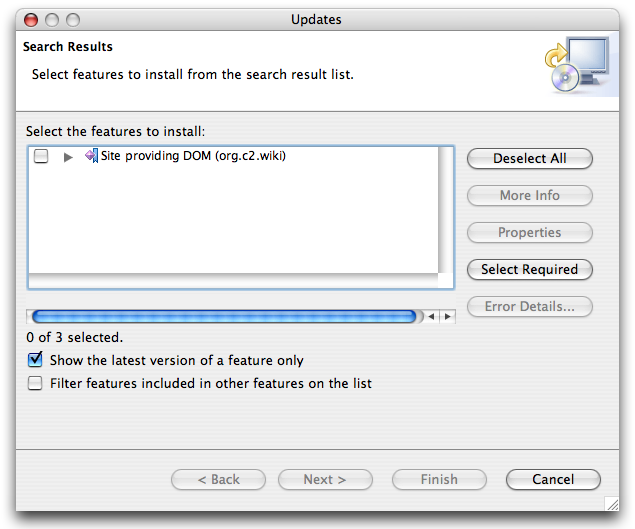 Updates
Search Results
Select features to install from the search result list.
Select the features to install:
Site providing DOM (org.c2.wiki)
Deselect All
More Info
Properties
Select Required
Error Details...
0 of 3 selected.
Show the latest version of a feature only
Filter features included in other features on the list
< Back
Next >
Finish
Cancel